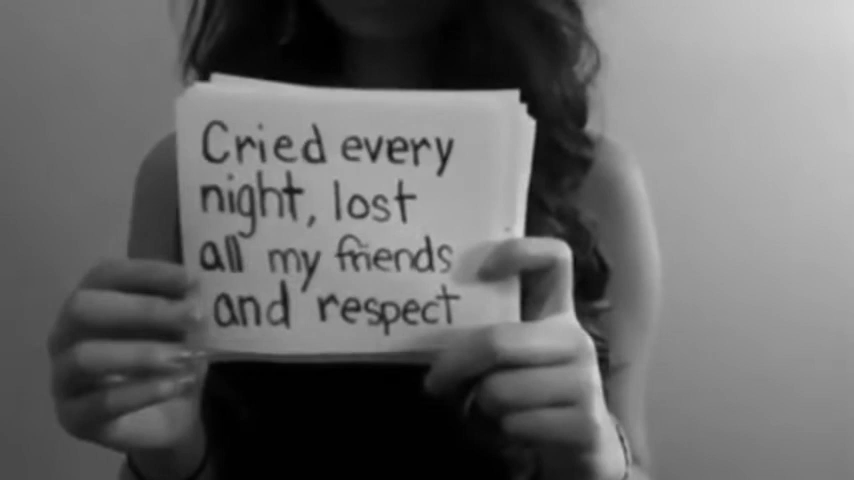 Cried every
night, lost
all my friends
and respect